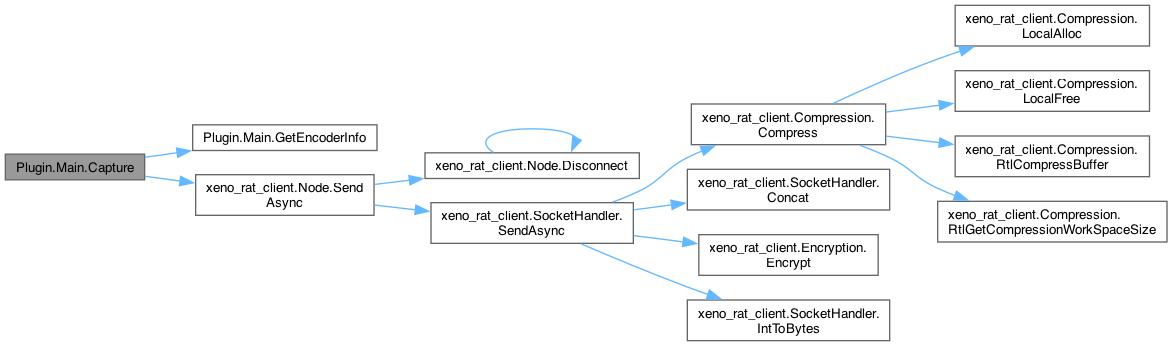 Plugin.Main.Capture
Plugin.Main.GetEncoderInfo
xeno_rat_client.Node.Send
Async
xeno_rat_client.Node.Disconnect
xeno_rat_client.SocketHandler.
SendAsync
xeno_rat_client.Compression.
Compress
xeno_rat_client.SocketHandler.
Concat
xeno_rat_client.Encryption.
Encrypt
xeno_rat_client.SocketHandler.
IntToBytes
xeno_rat_client.Compression.
LocalAlloc
xeno_rat_client.Compression.
LocalFree
xeno_rat_client.Compression.
RtlCompressBuffer
xeno_rat_client.Compression.
RtlGetCompressionWorkSpaceSize